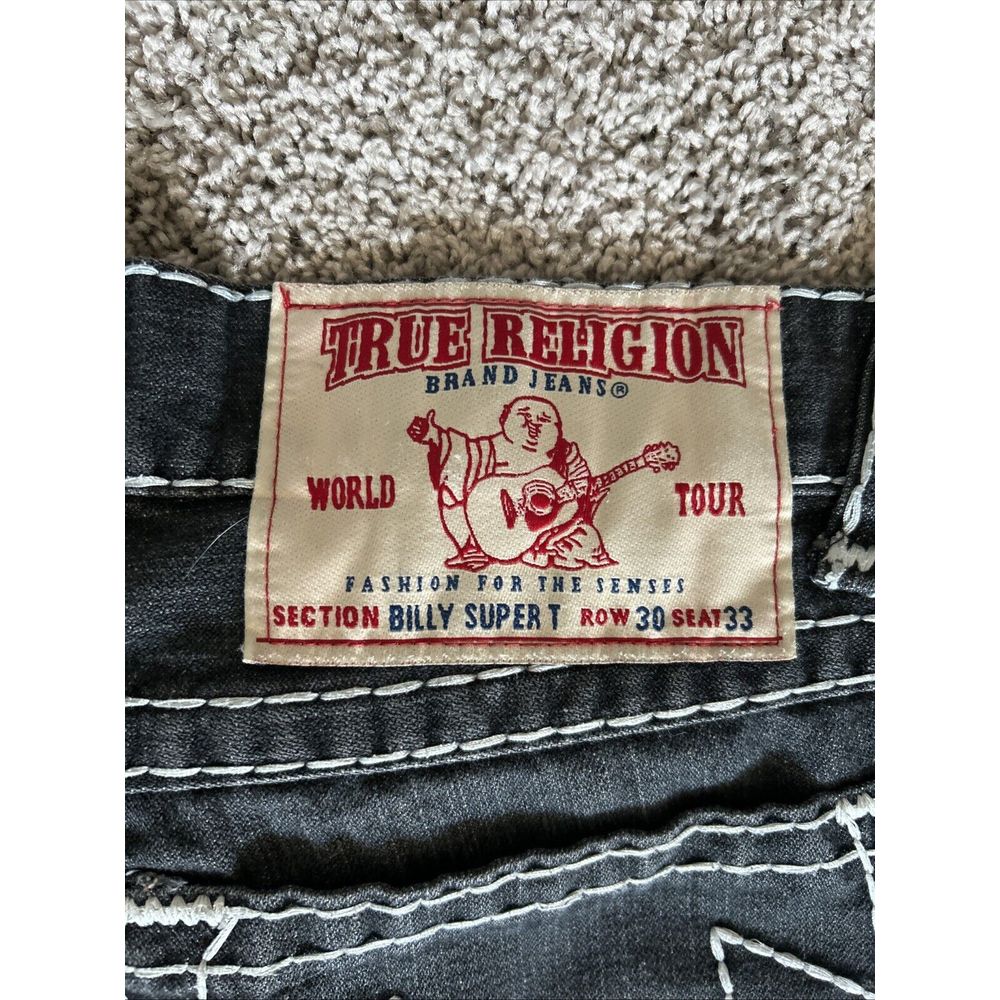 TRUE RELIGION
BRAND JEANS®
WORLD TOUR
FASHION FOR THE SENSES
SECTION BILLY SUPER T ROW 30 SEAT 33